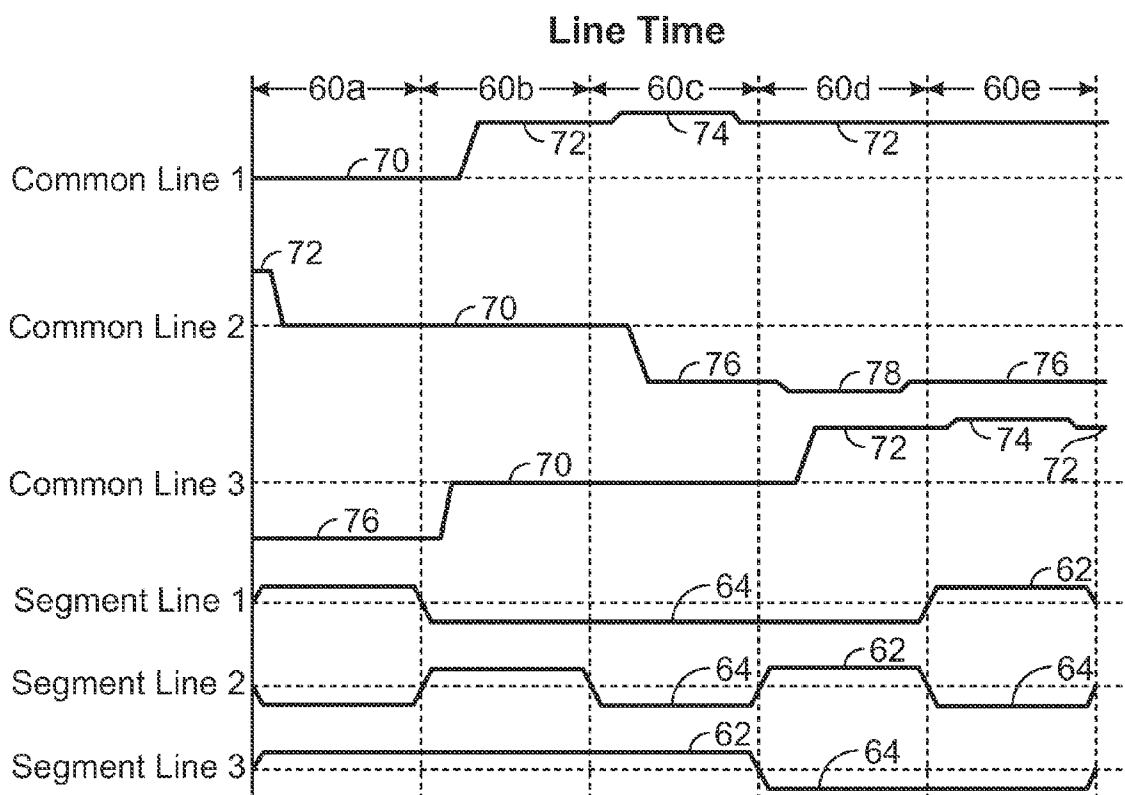 Line Time
60a 60b 60c 60d 60e
72 74 72
70
Common Line 1
72
Common Line 2
70
76 78 76
Common Line 3
70
72 74 72
76
Segment Line 1
64 62
Segment Line 2
64 62 64
Segment Line 3
62 64